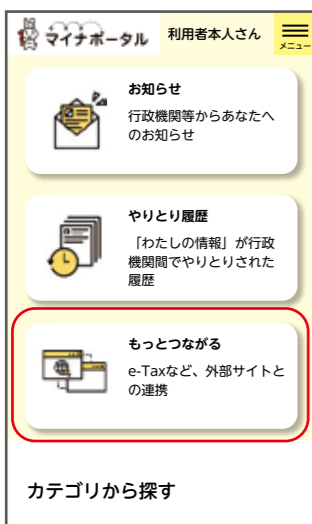 マイナポータル
利用者本人さん
メニュー
お知らせ
行政機関等からあなたへ
のお知らせ
やりとり履歴
「わたしの情報」が行政
機関間でやりとりされた
履歴
もっとつながる
e-Taxなど、外部サイトと
の連携
カテゴリから探す